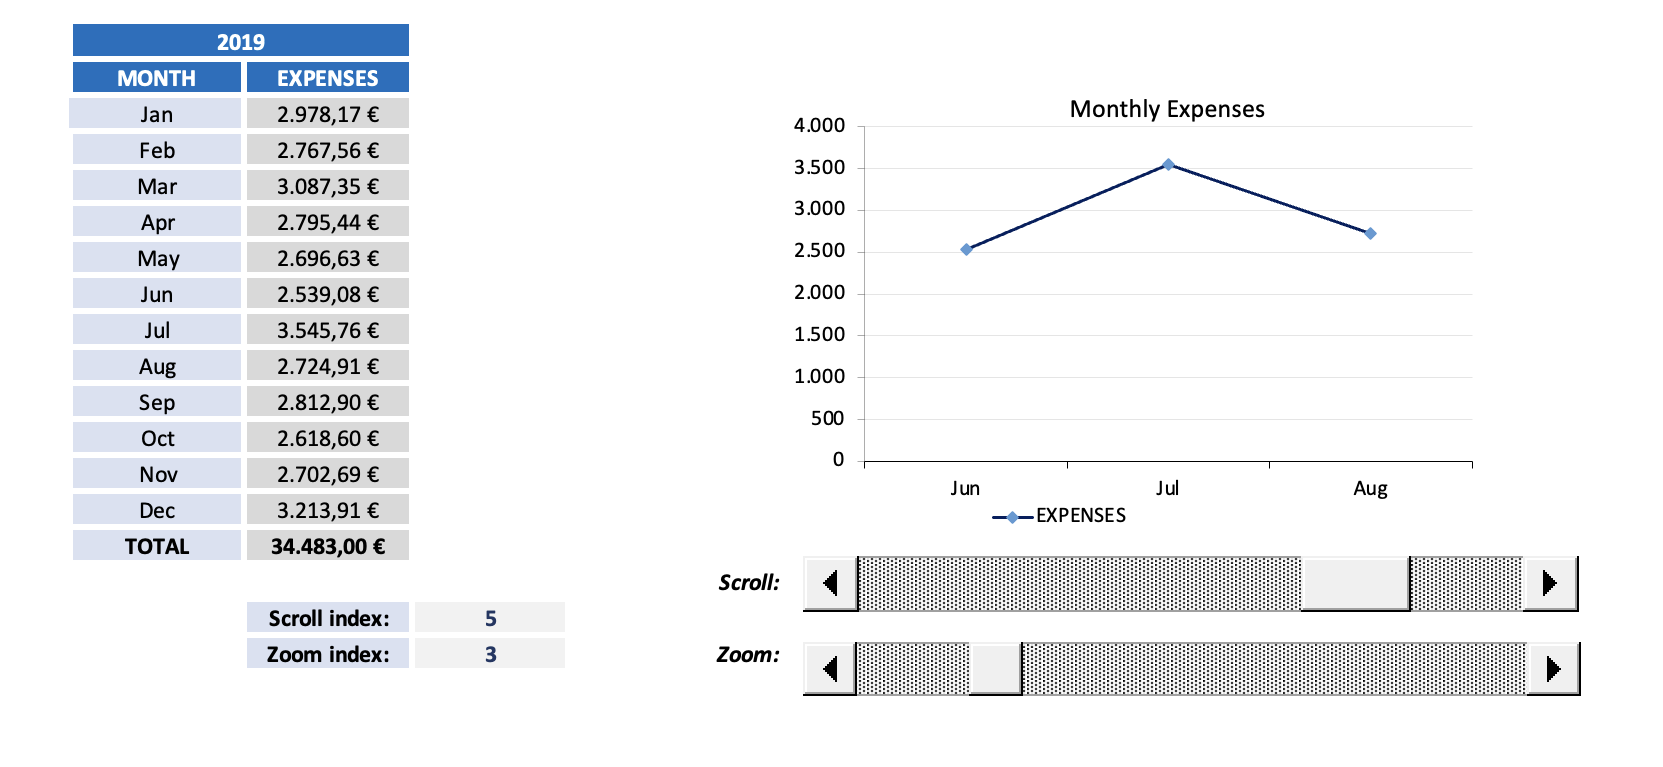 2019
MONTH EXPENSES
Jan 2.978,17 €
Feb 2.767,56 €
Mar 3.087,35 €
Apr 2.795,44 €
May 2.696,63 €
Jun 2.539,08 €
Jul 3.545,76 €
Aug 2.724,91 €
Sep 2.812,90 €
Oct 2.618,60 €
Nov 2.702,69 €
Dec 3.213,91 €
TOTAL 34.483,00 €
Scroll index: 5
Zoom index: 3
Monthly Expenses
4.000
3.500
3.000
2.500
2.000
1.500
1.000
500
0
Jun Jul Aug
EXPENSES
Scroll:
Zoom: